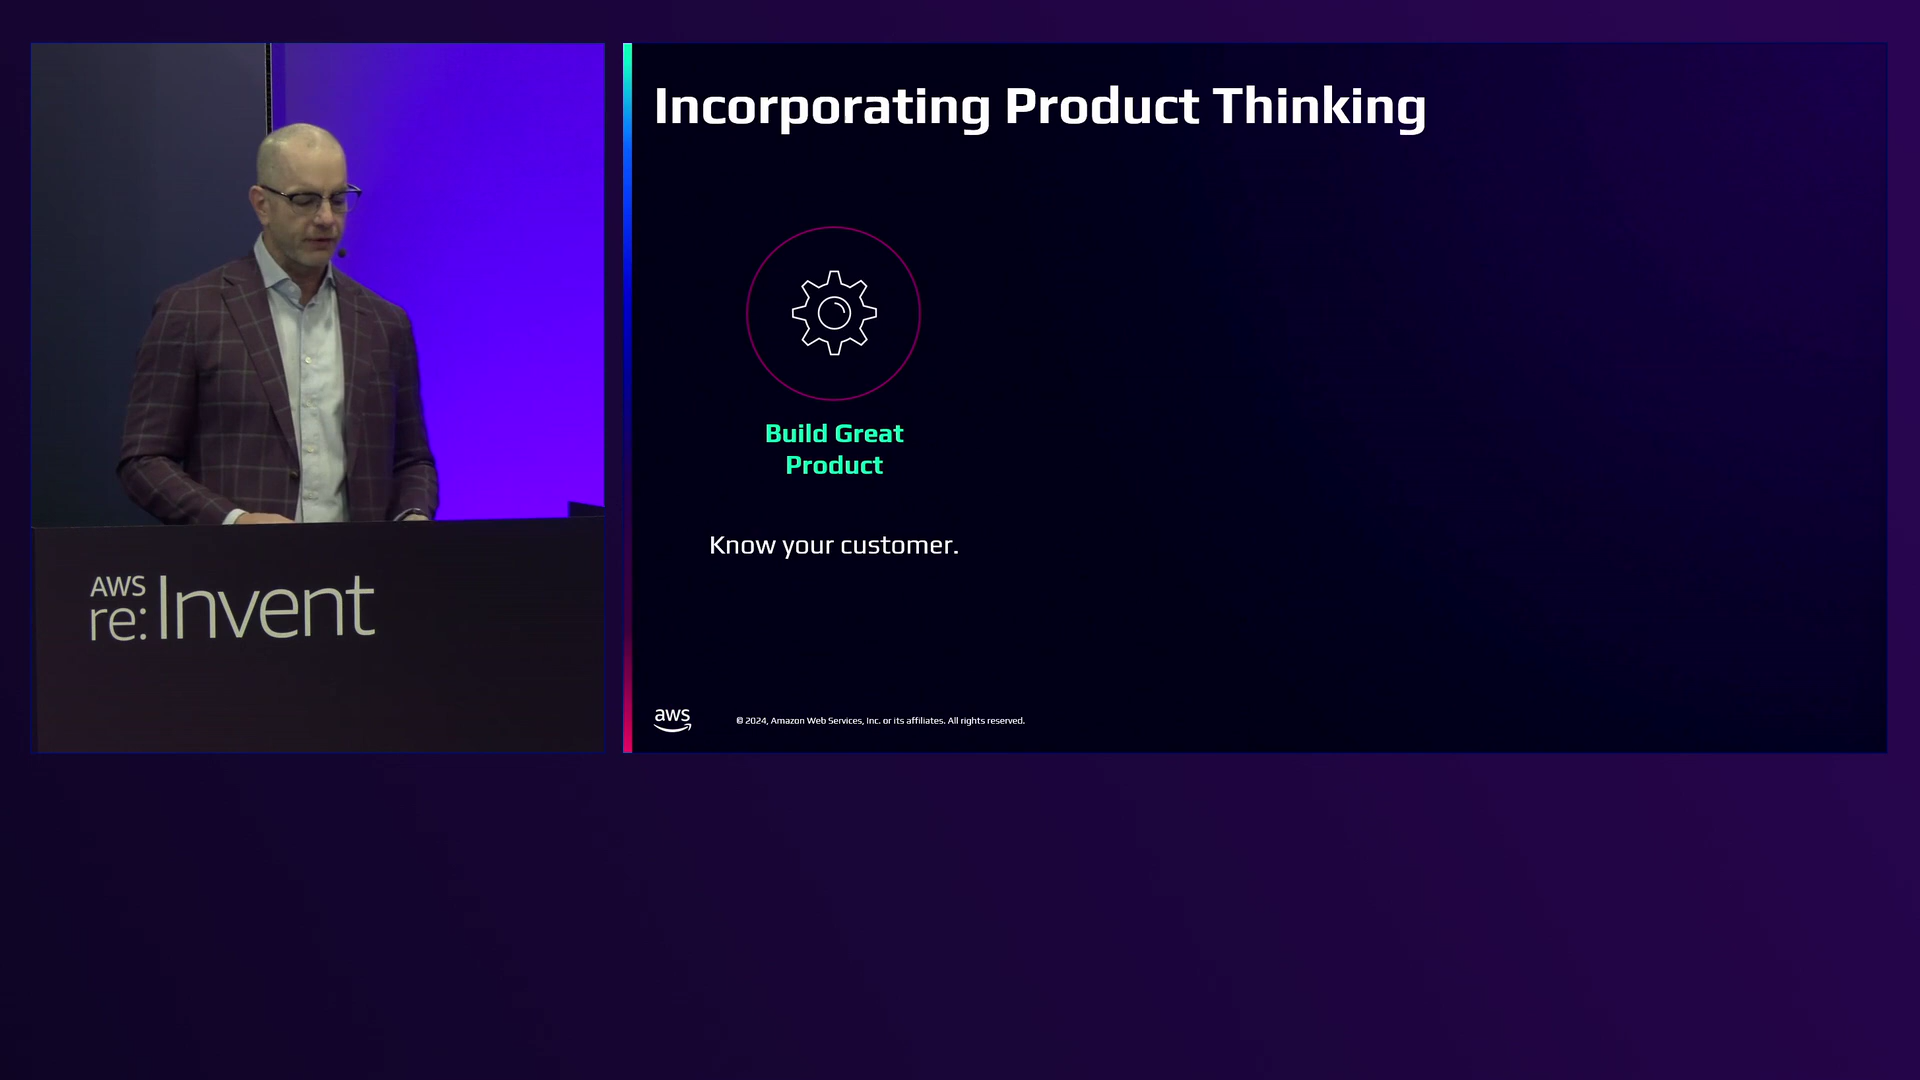 Incorporating Product Thinking
Build Great
Product
Know your customer.
AWS
re:Invent
aws
© 2024, Amazon Web Services, Inc. or its affiliates. All rights reserved.